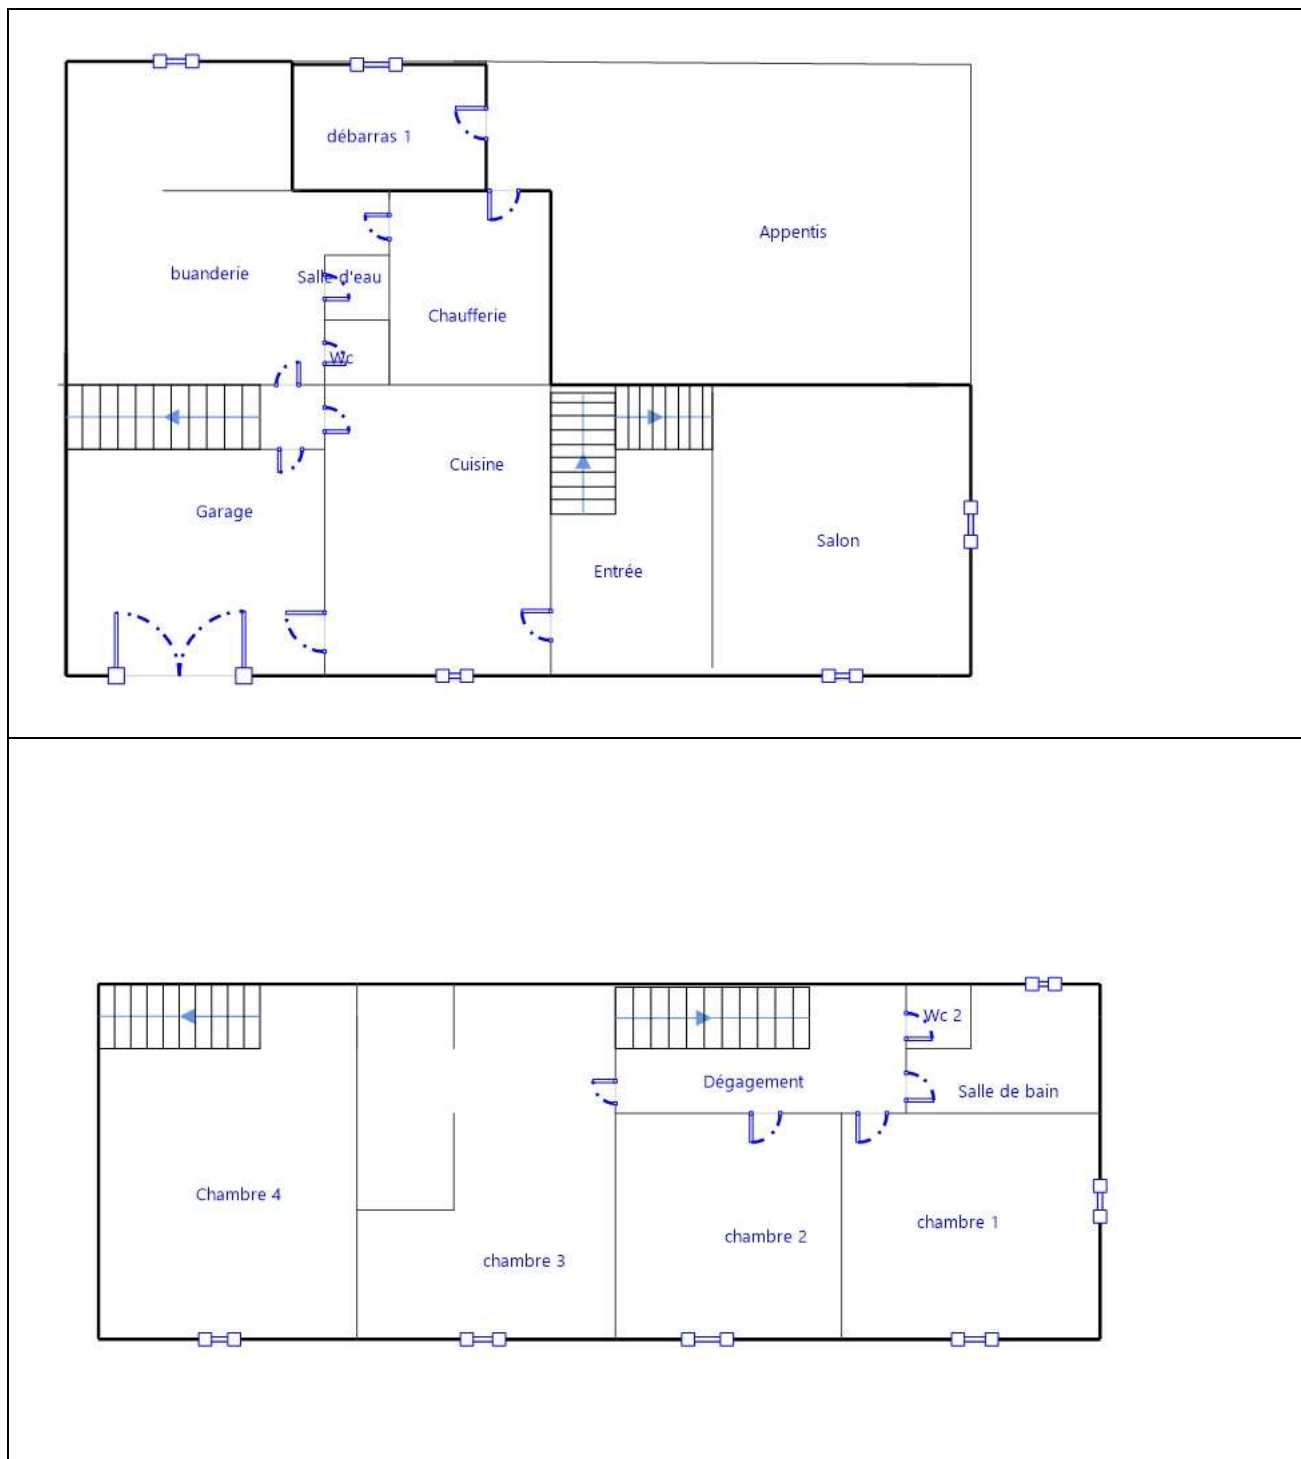 débarras 1
Appentis
buanderie
Salle d'eau
Chaufferie
Wc
Cuisine
Garage
Salon
Entrée
Wc 2
Dégagement
Salle de bain
Chambre 4
chambre 1
chambre 2
chambre 3